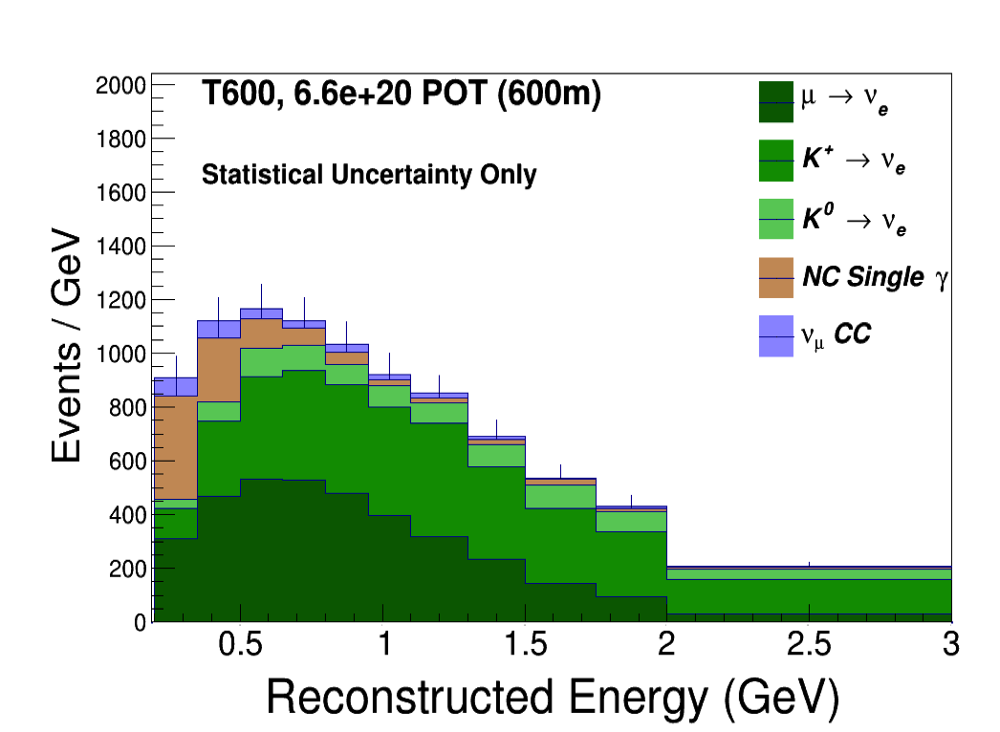 T600, 6.6e+20 POT (600m)
Statistical Uncertainty Only
μ → νe
K+ → νe
K0 → νe
NC Single γ
νμ CC
Events / GeV
2000
1800
1600
1400
1200
1000
800
600
400
200
0
0.5 1 1.5 2 2.5 3
Reconstructed Energy (GeV)